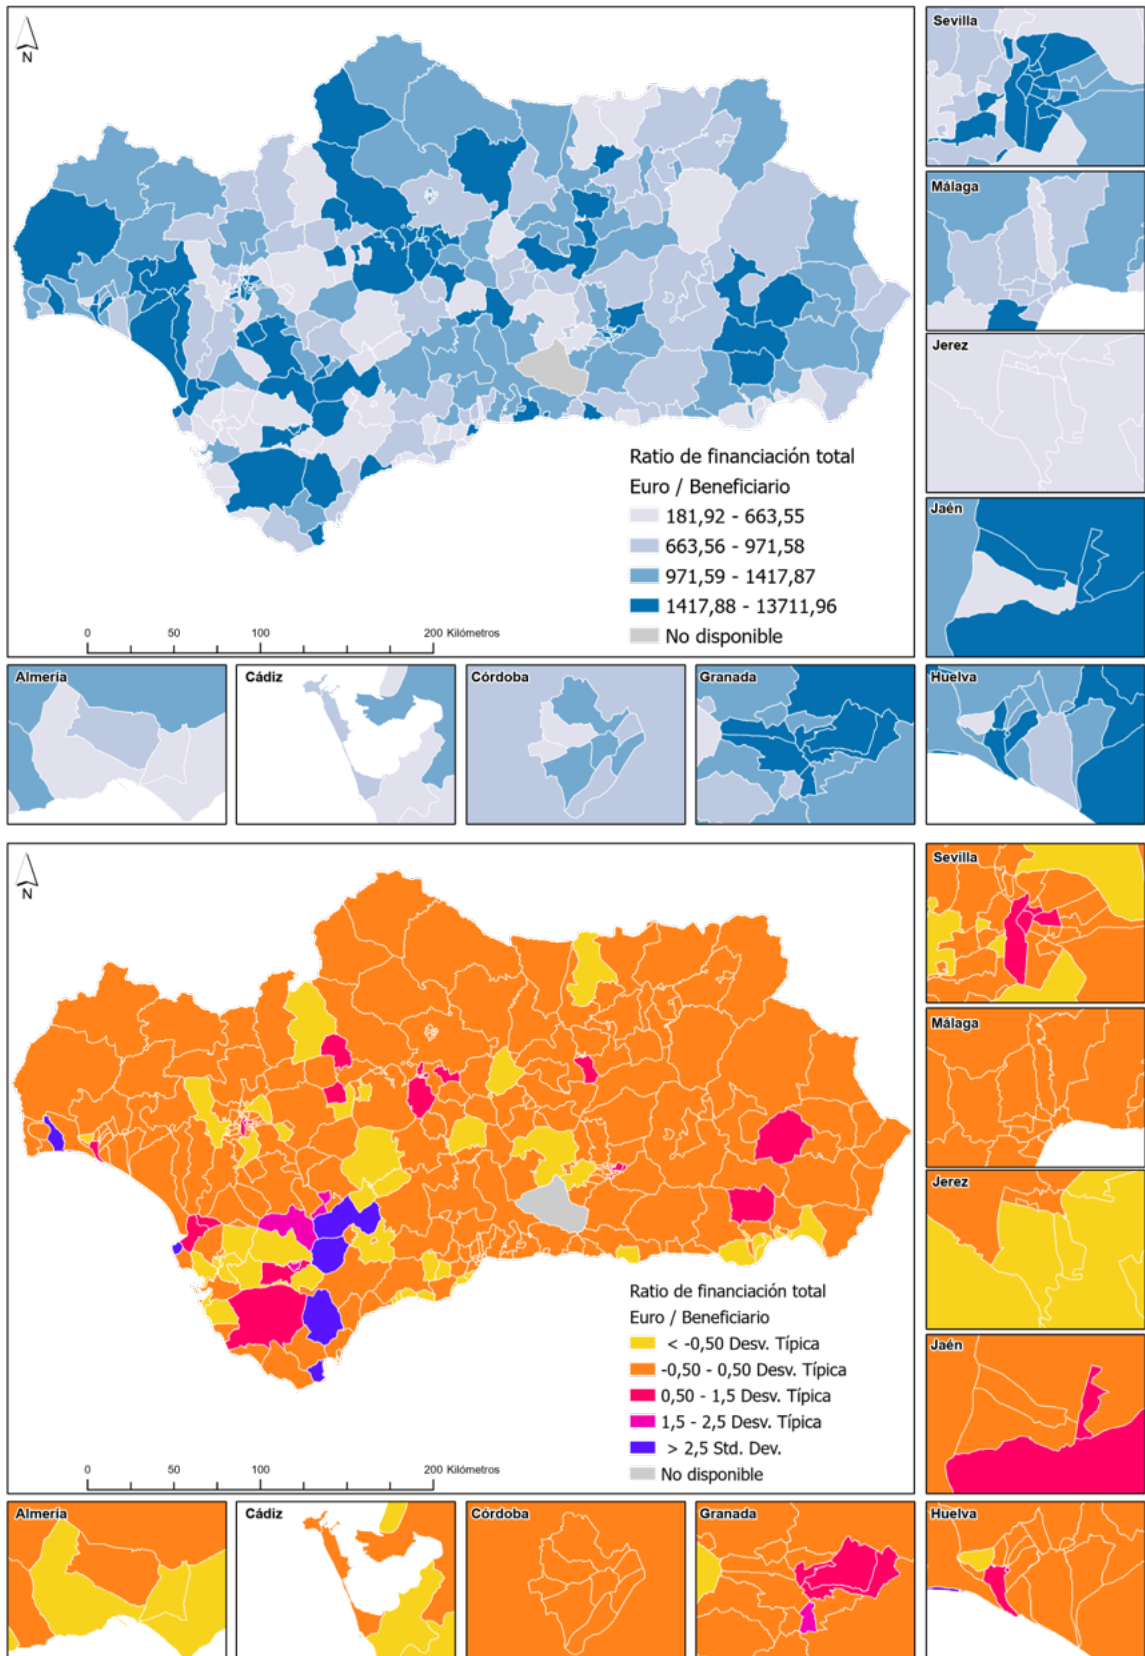 N
Sevilla
Málaga
Jerez
Jaén
Ratio de financiación total
Euro / Beneficiario
181,92 - 663,55
663,56 - 971,58
971,59 - 1417,87
1417,88 - 13711,96
No disponible
0 50 100 200 Kilómetros
Almería
Cádiz
Córdoba
Granada
Huelva
N
Sevilla
Málaga
Jerez
Jaén
Ratio de financiación total
Euro / Beneficiario
< -0,50 Desv. Típica
-0,50 - 0,50 Desv. Típica
0,50 - 1,5 Desv. Típica
1,5 - 2,5 Desv. Típica
> 2,5 Std. Dev.
No disponible
0 50 100 200 Kilómetros
Almería
Cádiz
Córdoba
Granada
Huelva